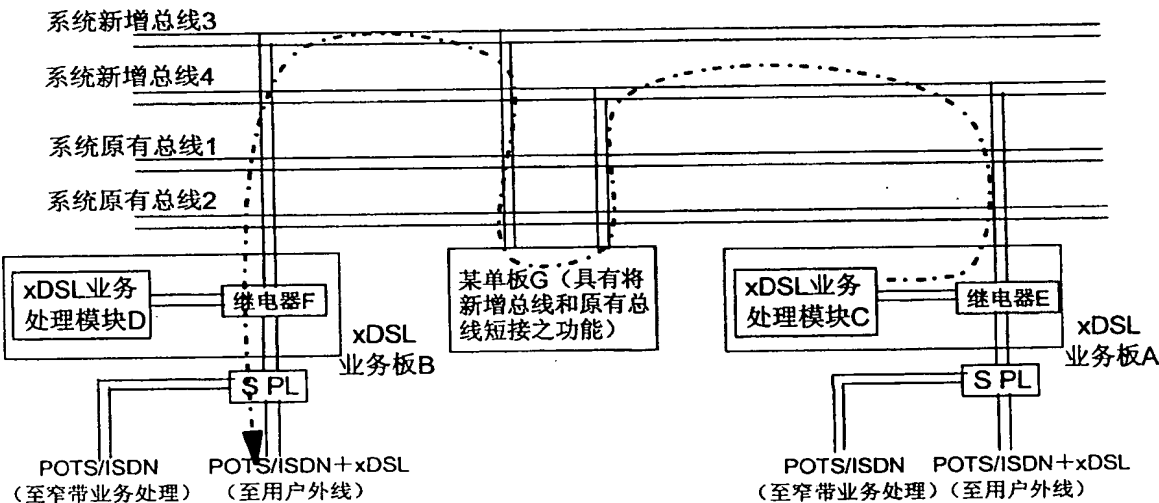 系统新增总线3
系统新增总线4
系统原有总线1
系统原有总线2
xDSL业务
处理模块D
继电器F
xDSL
业务板B
某单板G（具有将
新增总线和原有总
线短接之功能）
xDSL业务
处理模块C
继电器E
xDSL
业务板A
S PL
S PL
POTS/ISDN
（至窄带业务处理）
POTS/ISDN＋xDSL
（至用户外线）
POTS/ISDN
（至窄带业务处理）
POTS/ISDN＋xDSL
（至用户外线）